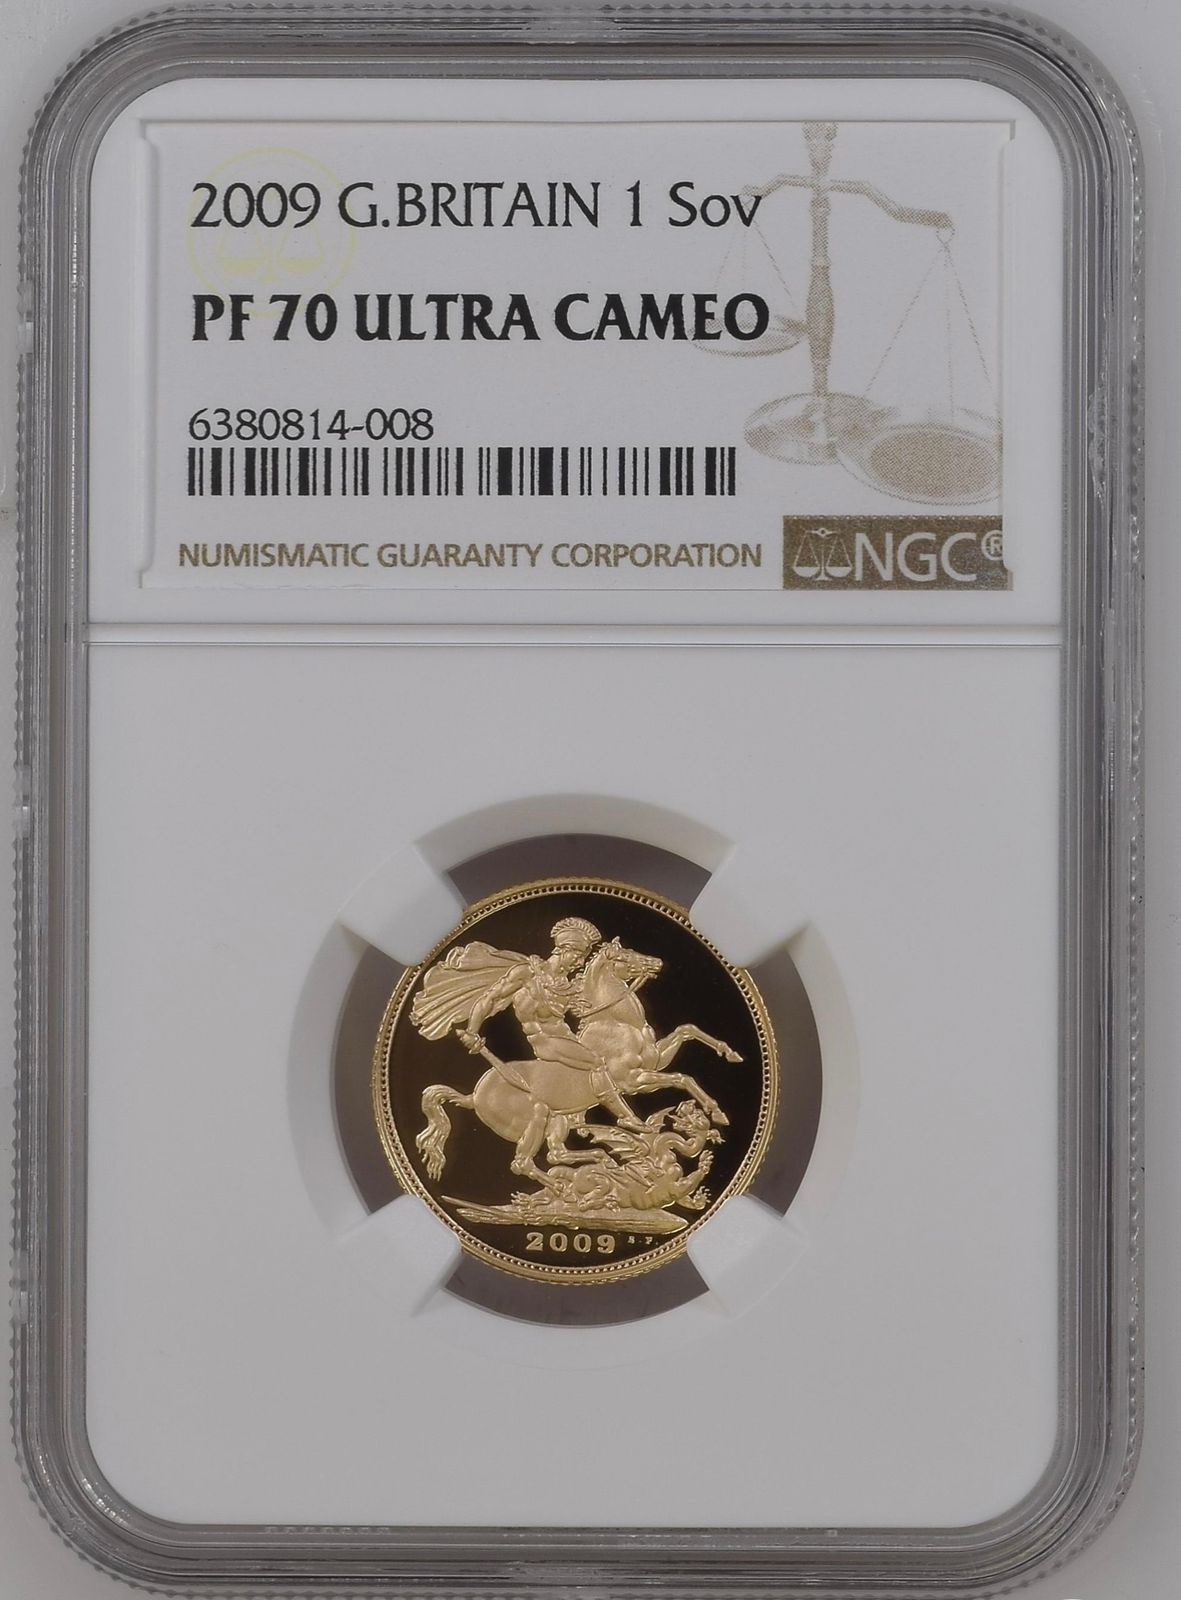 2009 G.BRITAIN 1 Sov
PF 70 ULTRA CAMEO
6380814-008
NUMISMATIC GUARANTY CORPORATION
NGC®
2009 B.P.